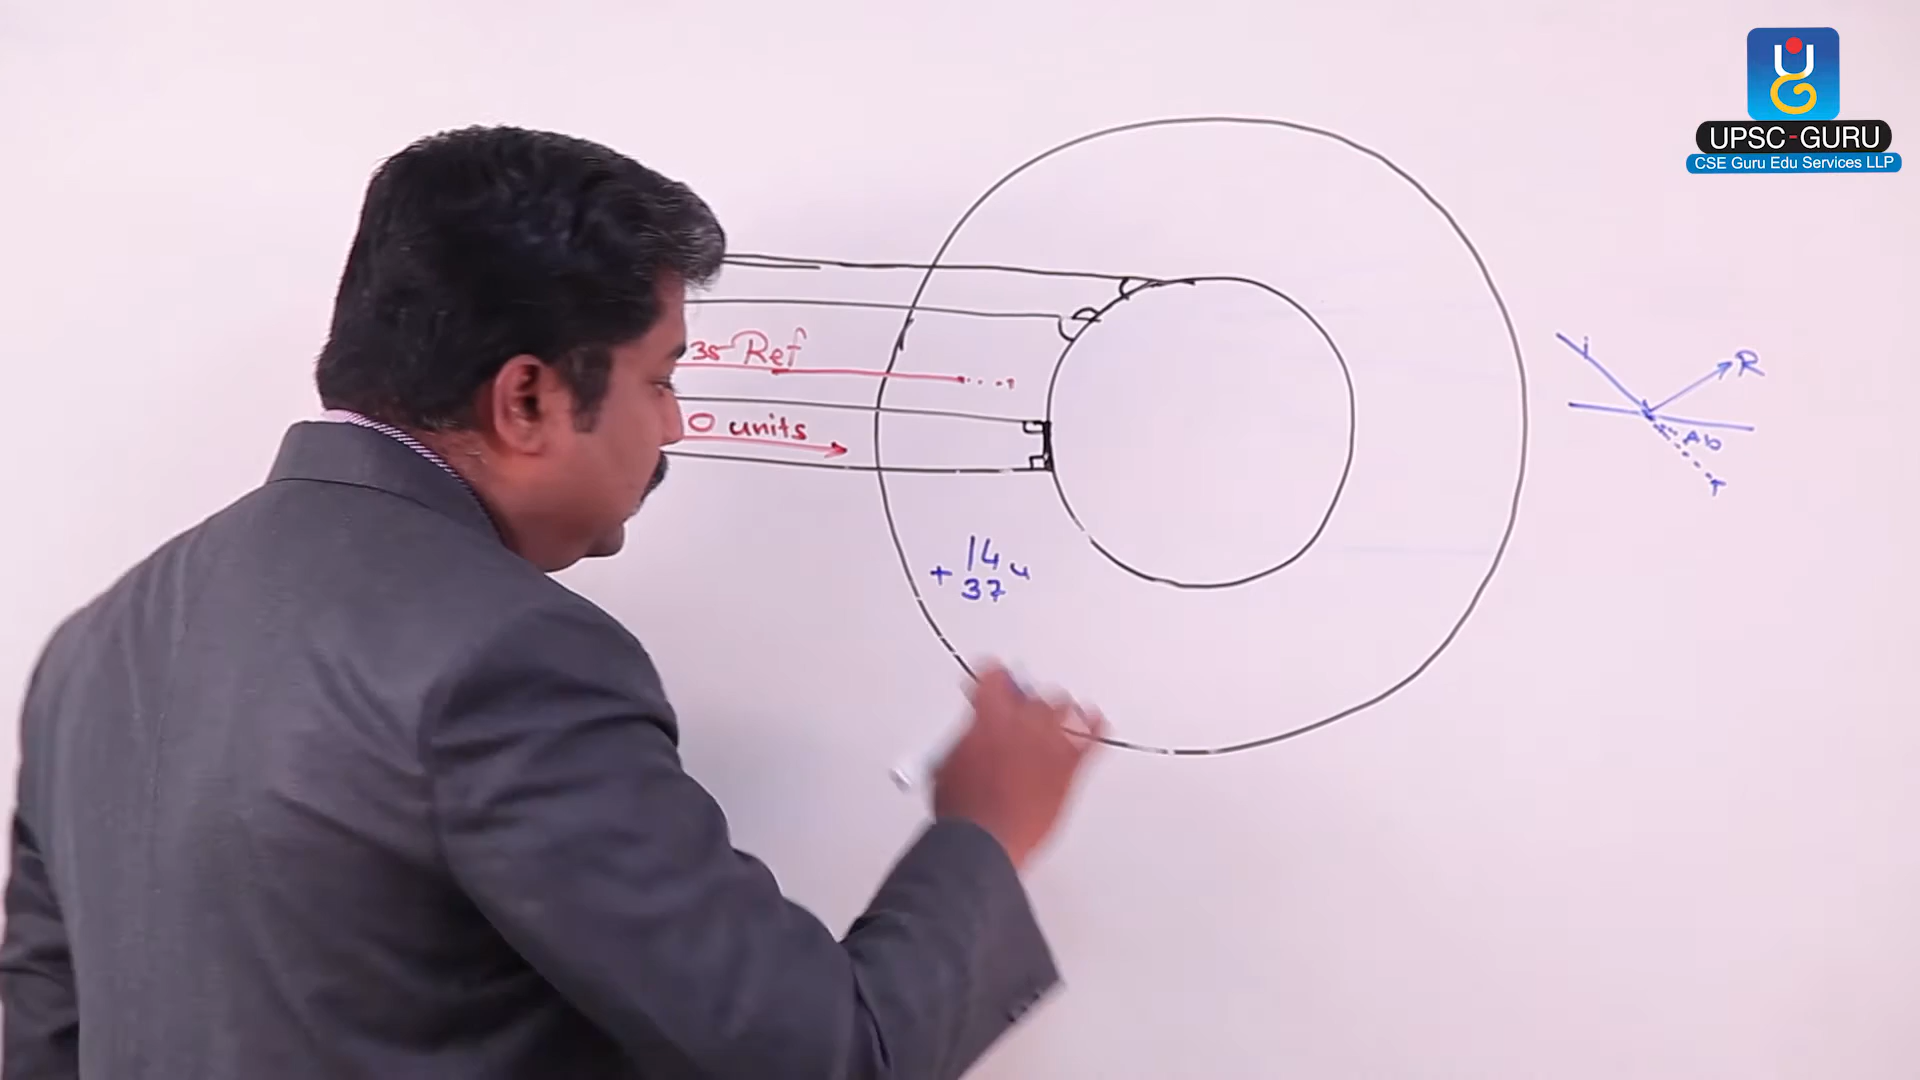 UPSC-GURU
CSE Guru Edu Services LLP
35 Ref
0 units
i
R
Ab
+ 14 u
37